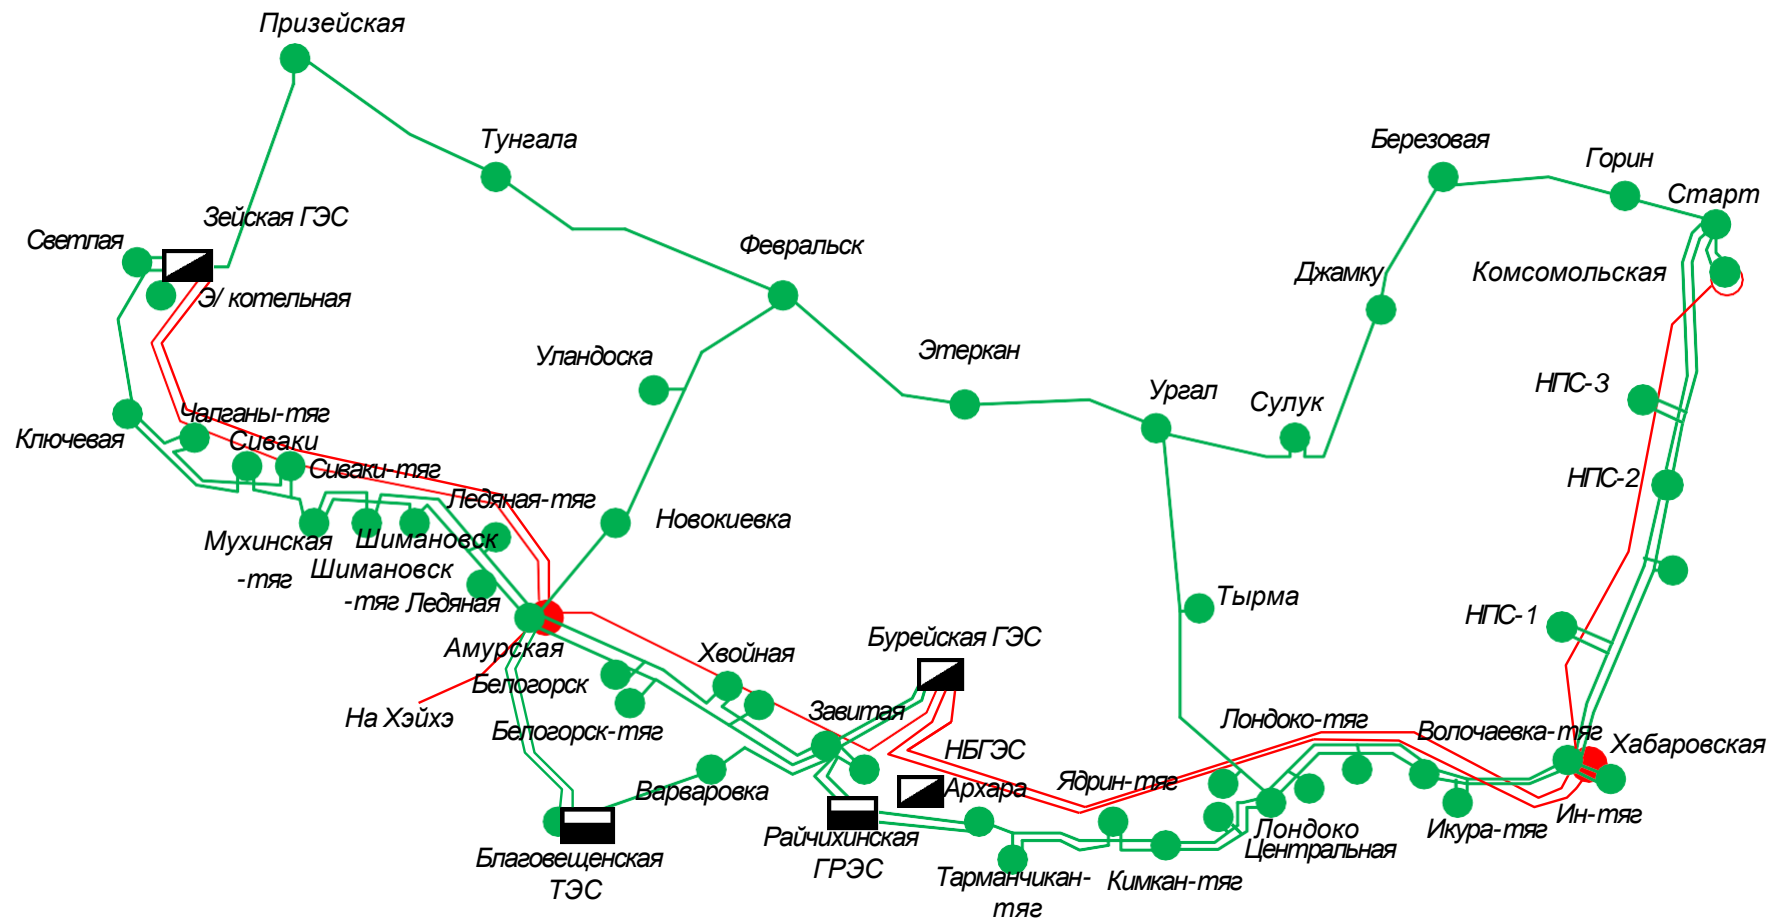 Призейская
Тунгала
Березовая
Горин
Старт
Зейская ГЭС
Светлая
Февральск
Джамку
Комсомольская
Э/ котельная
Уландоска
Этеркан
Ургал
Сулук
НПС-3
Ключевая
Чалганы-тяг
Сиваки
Сиваки-тяг
Ледяная-тяг
Новокиевка
НПС-2
Мухинская
-тяг
Шимановск
Шимановск
-тяг
Ледяная
Тырма
НПС-1
Амурская
Хвойная
Бурейская ГЭС
Белогорск
На Хэйхэ
Белогорск-тяг
Завитая
НБГЭС
Лондоко-тяг
Волочаевка-тяг
Хабаровская
Варваровка
Архара
Ядрин-тяг
Ин-тяг
Благовещенская
ТЭС
Райчихинская
ГРЭС
Лондоко
Центральная
Икура-тяг
Тарманчикан-
тяг
Кимкан-тяг